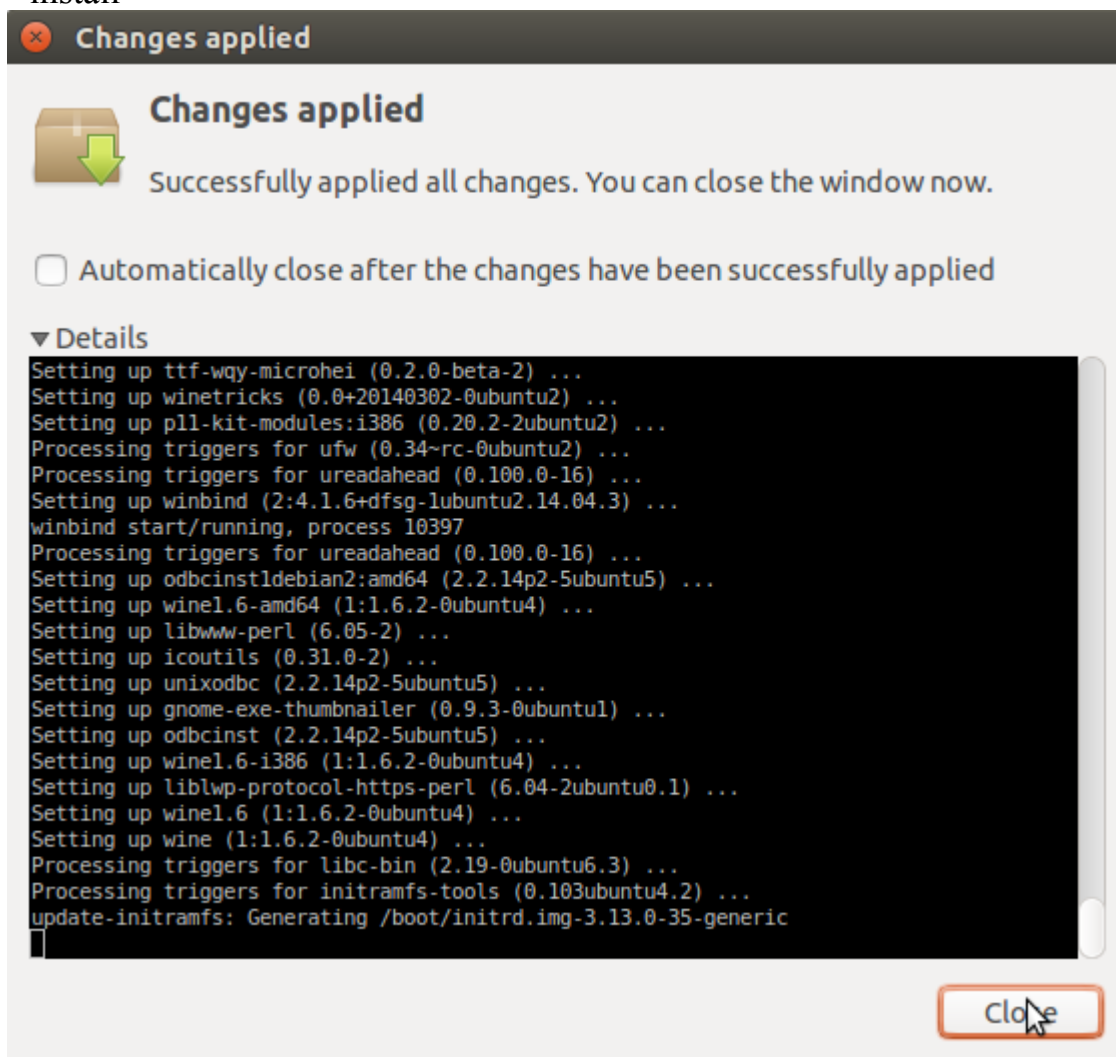 install
Changes applied
Changes applied
Successfully applied all changes. You can close the window now.
Automatically close after the changes have been successfully applied
Details
Setting up ttf-wqy-microhei (0.2.0-beta-2) ...
Setting up winetricks (0.0+20140302-0ubuntu2) ...
Setting up p11-kit-modules:i386 (0.20.2-2ubuntu2) ...
Processing triggers for ufw (0.34~rc-0ubuntu2) ...
Processing triggers for ureadahead (0.100.0-16) ...
Setting up winbind (2:4.1.6+dfsg-1ubuntu2.14.04.3) ...
winbind start/running, process 10397
Processing triggers for ureadahead (0.100.0-16) ...
Setting up odbcinst1debian2:amd64 (2.2.14p2-5ubuntu5) ...
Setting up wine1.6-amd64 (1:1.6.2-0ubuntu4) ...
Setting up libwww-perl (6.05-2) ...
Setting up icoutils (0.31.0-2) ...
Setting up unixodbc (2.2.14p2-5ubuntu5) ...
Setting up gnome-exe-thumbnailer (0.9.3-0ubuntu1) ...
Setting up odbcinst (2.2.14p2-5ubuntu5) ...
Setting up wine1.6-i386 (1:1.6.2-0ubuntu4) ...
Setting up liblwp-protocol-https-perl (6.04-2ubuntu0.1) ...
Setting up wine1.6 (1:1.6.2-0ubuntu4) ...
Setting up wine (1:1.6.2-0ubuntu4) ...
Processing triggers for libc-bin (2.19-0ubuntu6.3) ...
Processing triggers for initramfs-tools (0.103ubuntu4.2) ...
update-initramfs: Generating /boot/initrd.img-3.13.0-35-generic
Close